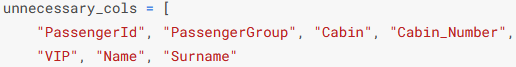 unnecessary_cols = [
    "PassengerId", "PassengerGroup", "Cabin", "Cabin_Number",
    "VIP", "Name", "Surname"